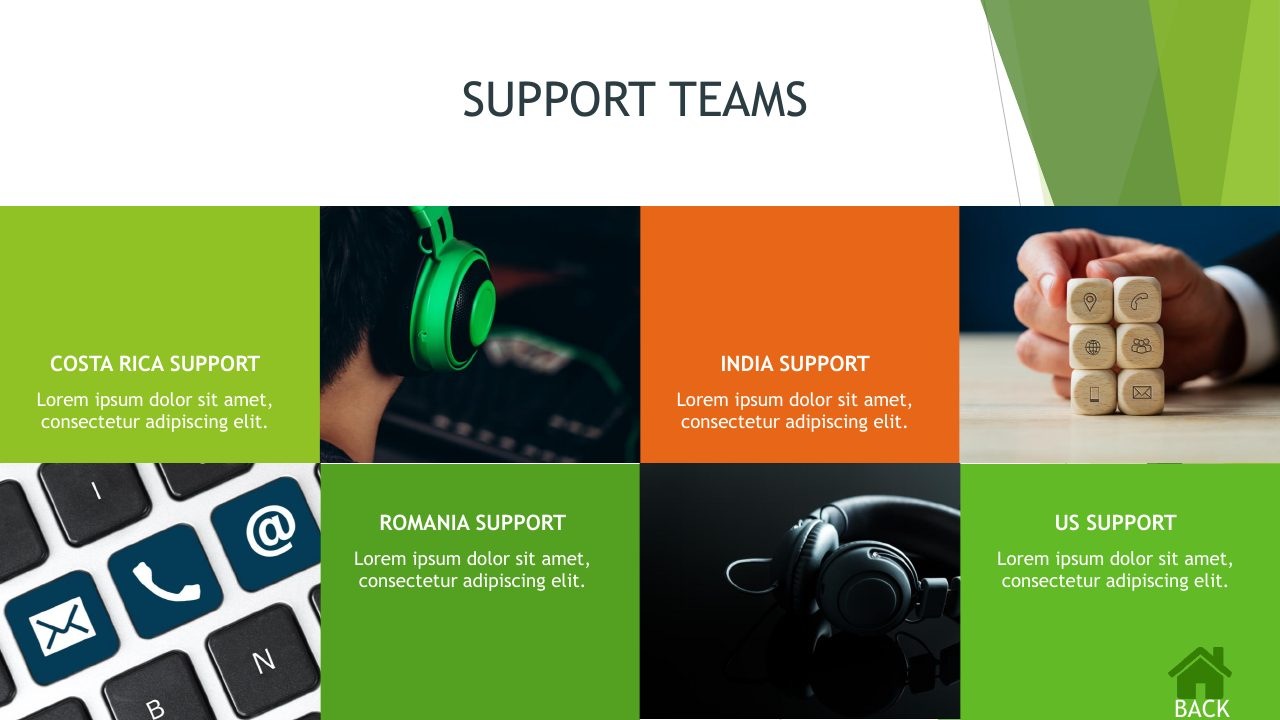 SUPPORT TEAMS
COSTA RICA SUPPORT
Lorem ipsum dolor sit amet,
consectetur adipiscing elit.
INDIA SUPPORT
Lorem ipsum dolor sit amet,
consectetur adipiscing elit.
I
@
N
B
ROMANIA SUPPORT
Lorem ipsum dolor sit amet,
consectetur adipiscing elit.
US SUPPORT
Lorem ipsum dolor sit amet,
consectetur adipiscing elit.
BACK